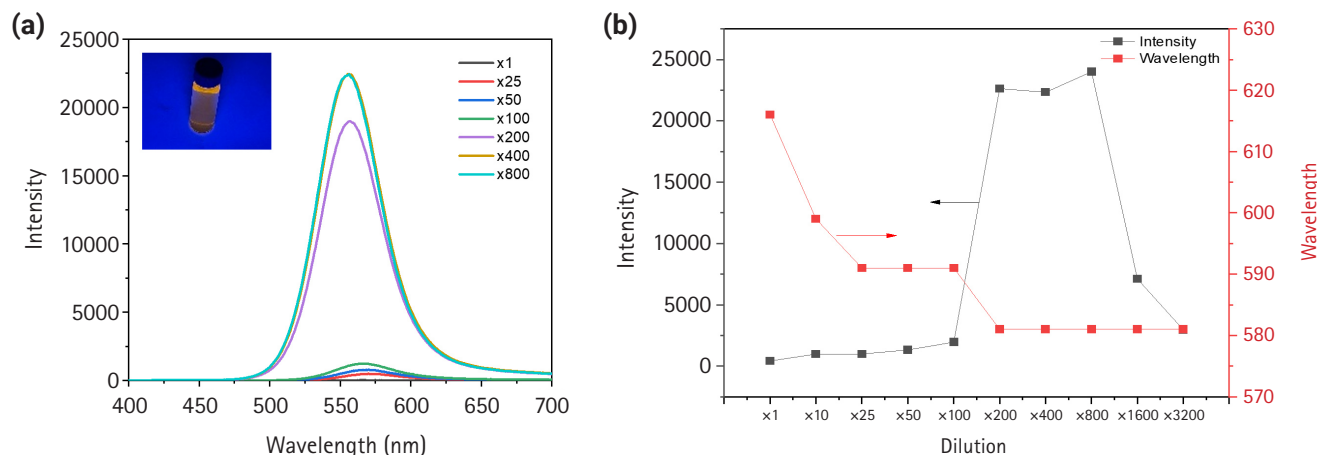 (a)
25000
20000
15000
10000
5000
0
Intensity
400
450
500
550
600
650
700
Wavelength (nm)
x1
x25
x50
x100
x200
x400
x800
(b)
25000
20000
15000
10000
5000
0
Intensity
×1
×10
×25
×50
×100
×200
×400
×800
×1600
×3200
Dilution
Intensity
Wavelength
630
620
610
600
590
580
570
Wavelength